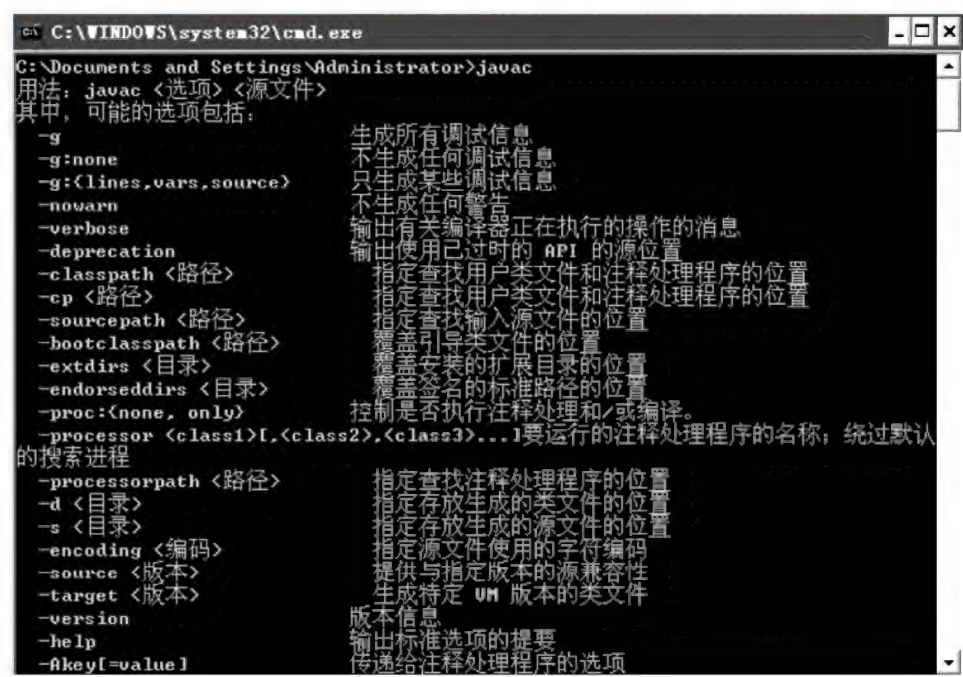 C:\WINDOWS\system32\cmd.exe
C:\Documents and Settings\Administrator>javac
用法: javac <选项> <源文件>
其中, 可能的选项包括:
-g 生成所有调试信息
-g:none 不生成任何调试信息
-g:{lines,vars,source} 只生成某些调试信息
-nowarn 不生成任何警告
-verbose 输出有关编译器正在执行的操作的消息
-deprecation 输出使用已过时的 API 的源位置
-classpath <路径> 指定查找用户类文件和注释处理程序的位置
-cp <路径> 指定查找用户类文件和注释处理程序的位置
-sourcepath <路径> 指定查找输入源文件的位置
-bootclasspath <路径> 覆盖引导类文件的位置
-extdirs <目录> 覆盖安装的扩展目录的位置
-endorseddirs <目录> 覆盖签名的标准路径的位置
-proc:{none, only} 控制是否执行注释处理和/或编译。
-processor <class1>[,<class2>,<class3>...]要运行的注释处理程序的名称; 绕过默认
的搜索进程
-processorpath <路径> 指定查找注释处理程序的位置
-d <目录> 指定存放生成的类文件的位置
-s <目录> 指定存放生成的源文件的位置
-encoding <编码> 指定源文件使用的字符编码
-source <版本> 提供与指定版本的源兼容性
-target <版本> 生成特定 VM 版本的类文件
-version 版本信息
-help 输出标准选项的提要
-Akey[=value] 传递给注释处理程序的选项